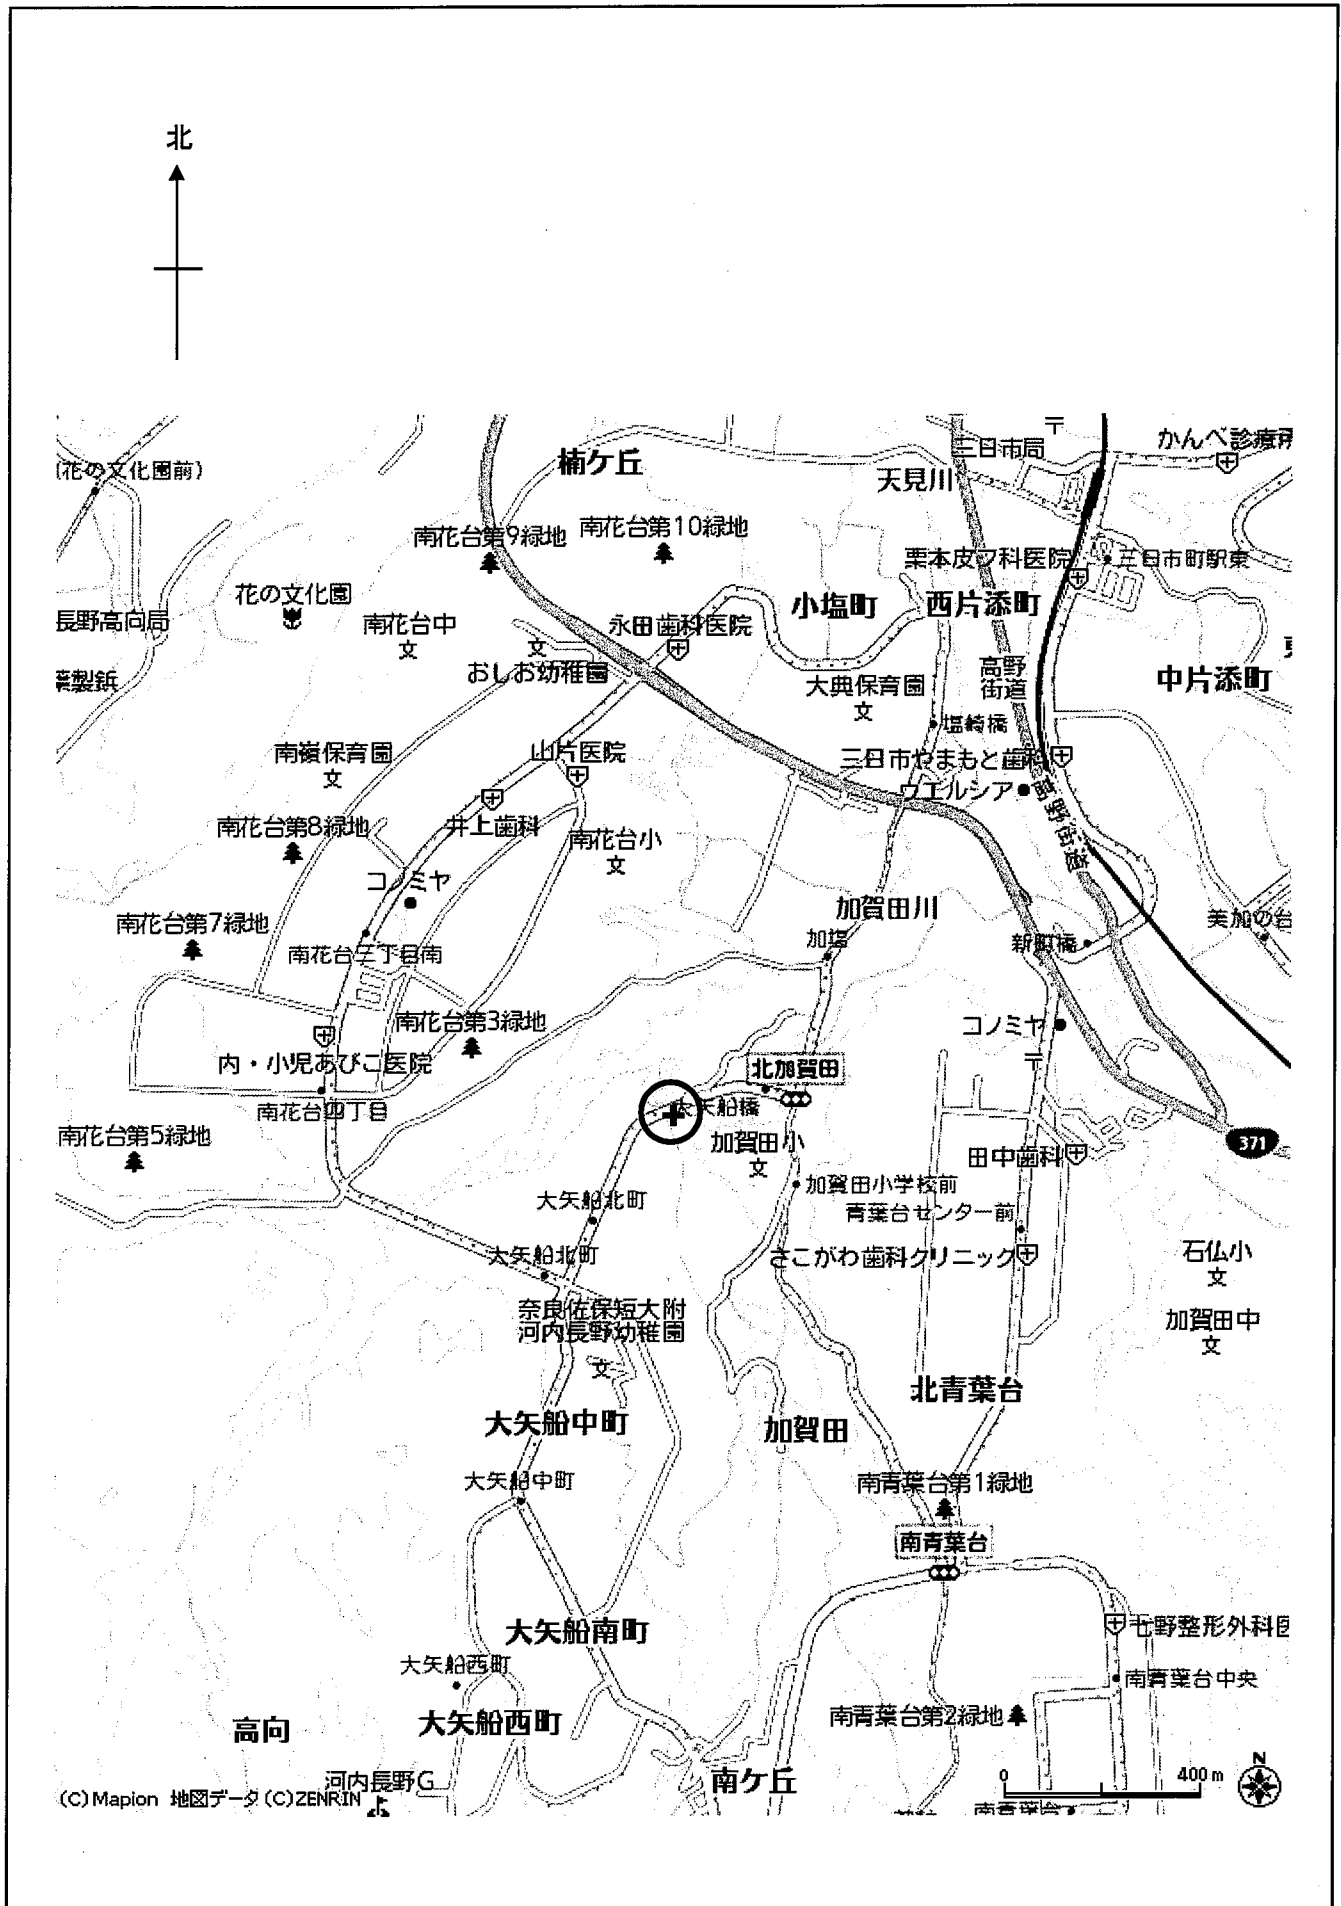 北
三日市局
かんべ診療所
楠ケ丘
(花の文化園前)
天見川
南花台第9緑地
南花台第10緑地
栗本皮フ科医院
三日市町駅東
花の文化園
小塩町
西片添町
長野高向局
南花台中
文
永田歯科医院
文
おしお幼稚園
高野
街道
中片添町
大典保育園
文
塩鶴橋
南嶺保育園
文
山片医院
三日市やまもと歯科
ウエルシア
高野街道
南花台第8緑地
井上歯科
南花台小
文
コノミヤ
加賀田川
南花台第7緑地
美加の台
加塩
新町橋
南花台三丁目南
南花台第3緑地
コノミヤ
内・小児あびこ医院
北加賀田
大矢船橋
南花台四丁目
南花台第5緑地
加賀田小
文
371
田中歯科
加賀田小学校前
大矢船北町
青葉台センター前
大矢船北町
さこがわ歯科クリニック
石仏小
文
奈良佐保短大附
河内長野幼稚園
文
加賀田中
文
北青葉台
大矢船中町
加賀田
大矢船中町
南青葉台第1緑地
南青葉台
大矢船南町
七野整形外科医
大矢船西町
南青葉台中央
大矢船西町
南青葉台第2緑地
高向
南ケ丘
河内長野G
0 400m
N
(C)Mapion 地図データ(C)ZENRIN
南青葉台